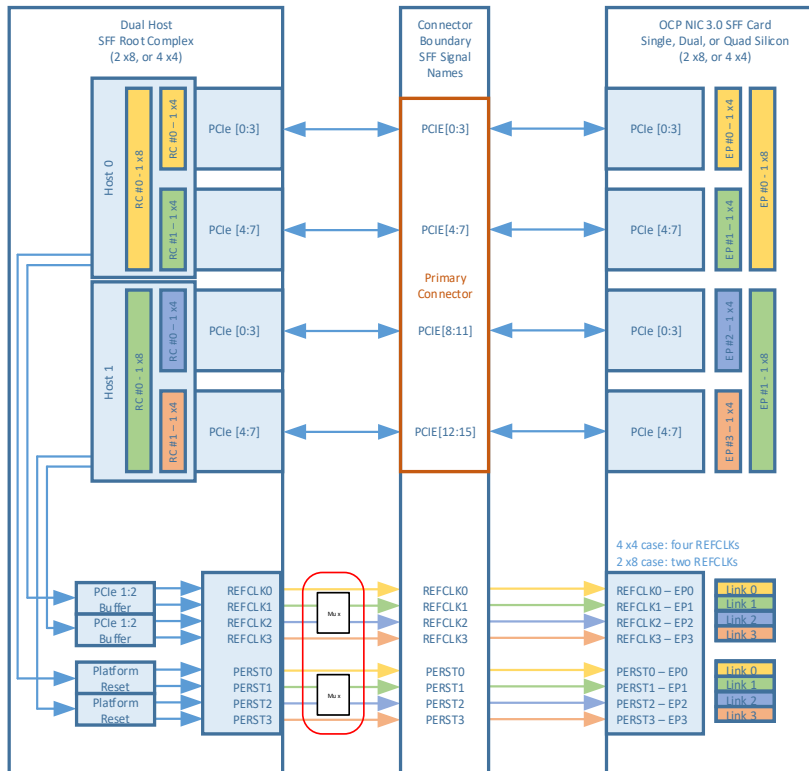 Dual Host
SFF Root Complex
(2 x8, or 4 x4)
Connector
Boundary
SFF Signal
Names
OCP NIC 3.0 SFF Card
Single, Dual, or Quad Silicon
(2 x8, or 4 x4)
Host 0
RC #0 - 1 x8
RC #0 – 1 x4
RC #1 – 1 x4
PCIe [0:3]
PCIe [4:7]
Host 1
RC #0 - 1 x8
RC #0 – 1 x4
RC #1 – 1 x4
PCIe [0:3]
PCIe [4:7]
PCIE[0:3]
PCIE[4:7]
Primary
Connector
PCIE[8:11]
PCIE[12:15]
PCIe [0:3]
PCIe [4:7]
PCIe [0:3]
PCIe [4:7]
EP #0 – 1 x4
EP #1 – 1 x4
EP #2 – 1 x4
EP #3 – 1 x4
EP #0 - 1 x8
EP #1 - 1 x8
4 x4 case: four REFCLKs
2 x8 case: two REFCLKs
PCIe 1:2
Buffer
PCIe 1:2
Buffer
Platform
Reset
Platform
Reset
REFCLK0
REFCLK1
REFCLK2
REFCLK3
PERST0
PERST1
PERST2
PERST3
Mux
Mux
REFCLK0
REFCLK1
REFCLK2
REFCLK3
PERST0
PERST1
PERST2
PERST3
REFCLK0 – EP0
REFCLK1 – EP1
REFCLK2 – EP2
REFCLK3 – EP3
PERST0 – EP0
PERST1 – EP1
PERST2 – EP2
PERST3 – EP3
Link 0
Link 1
Link 2
Link 3
Link 0
Link 1
Link 2
Link 3